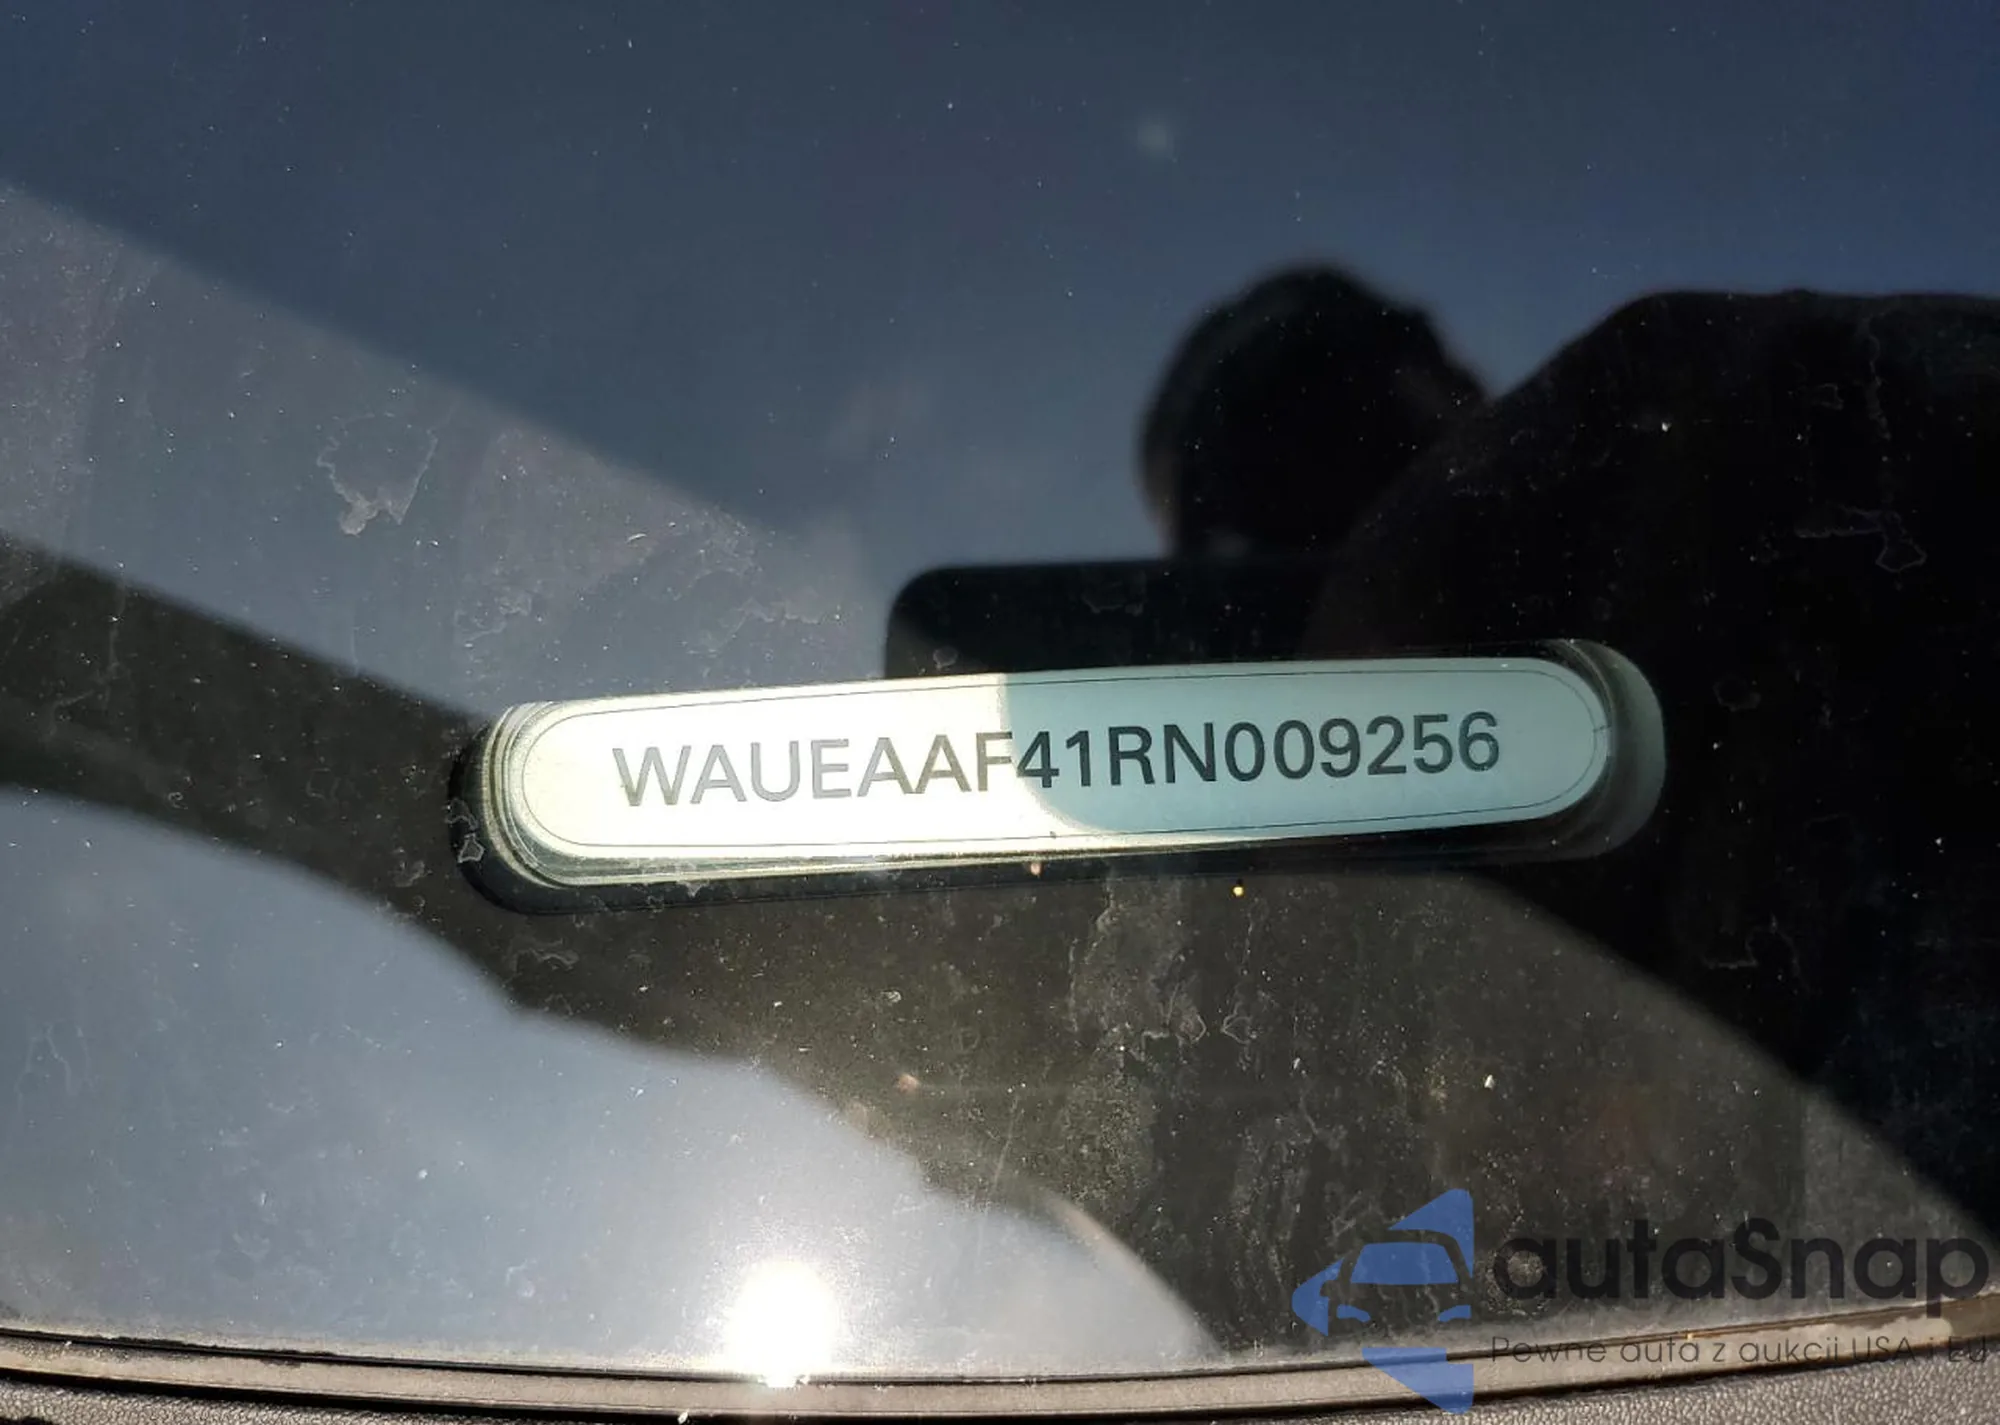 WAUEAAF41RN009256
autaSnap
Pewne auta z aukcji USA i EU